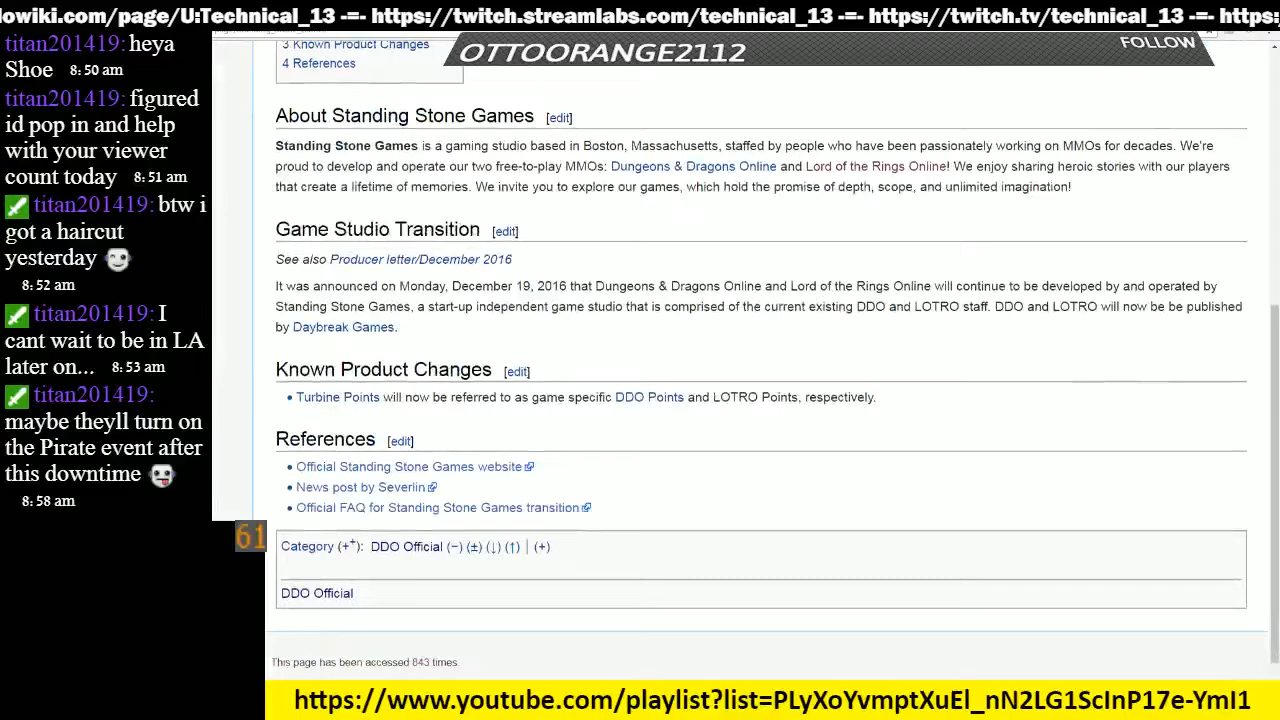 lowiki.com/page/U:Technical_13 -=- https://twitch.streamlabs.com/technical_13 -=- https://twitch.tv/technical_13 -=- https:
titan201419: heya
Shoe 8:50 am
titan201419: figured
id pop in and help
with your viewer
count today 8:51 am
titan201419: btw i
got a haircut
yesterday
8:52 am
titan201419: I
cant wait to be in LA
later on... 8:53 am
titan201419:
maybe theyll turn on
the Pirate event after
this downtime
8:58 am
OTTOORANGE2112
FOLLOW
3 Known Product Changes
4 References
About Standing Stone Games [edit]
Standing Stone Games is a gaming studio based in Boston, Massachusetts, staffed by people who have been passionately working on MMOs for decades. We're
proud to develop and operate our two free-to-play MMOs: Dungeons & Dragons Online and Lord of the Rings Online! We enjoy sharing heroic stories with our players
that create a lifetime of memories. We invite you to explore our games, which hold the promise of depth, scope, and unlimited imagination!
Game Studio Transition [edit]
See also Producer letter/December 2016
It was announced on Monday, December 19, 2016 that Dungeons & Dragons Online and Lord of the Rings Online will continue to be developed by and operated by
Standing Stone Games, a start-up independent game studio that is comprised of the current existing DDO and LOTRO staff. DDO and LOTRO will now be be published
by Daybreak Games.
Known Product Changes [edit]
• Turbine Points will now be referred to as game specific DDO Points and LOTRO Points, respectively.
References [edit]
• Official Standing Stone Games website
• News post by Severlin
• Official FAQ for Standing Stone Games transition
61
Category (+⁺): DDO Official (−) (±) (↓) (↑) | (+)
DDO Official
This page has been accessed 843 times.
https://www.youtube.com/playlist?list=PLyXoYvmptXuEl_nN2LG1ScInP17e-YmI1